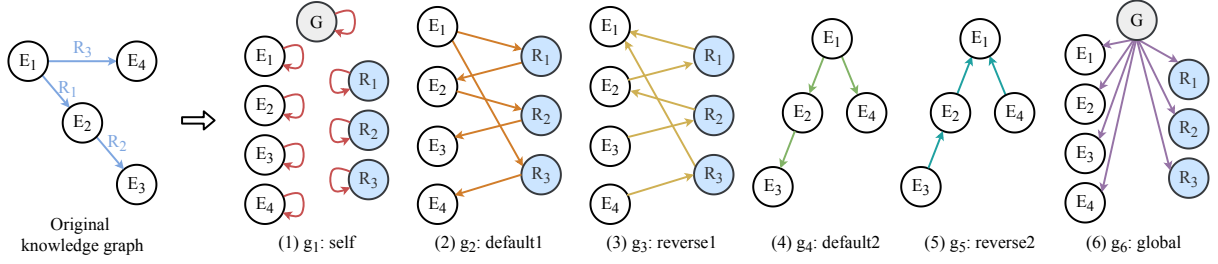 E₁
R₃
E₄
R₁
E₂
R₂
E₃
Original
knowledge graph
G
E₁
R₁
E₂
R₂
E₃
R₃
E₄
(1) g₁: self
E₁
R₁
E₂
R₂
E₃
R₃
E₄
(2) g₂: default1
E₁
R₁
E₂
R₂
E₃
R₃
E₄
(3) g₃: reverse1
E₁
E₂
E₄
E₃
(4) g₄: default2
E₁
E₂
E₄
E₃
(5) g₅: reverse2
G
E₁
R₁
E₂
R₂
E₃
R₃
E₄
(6) g₆: global